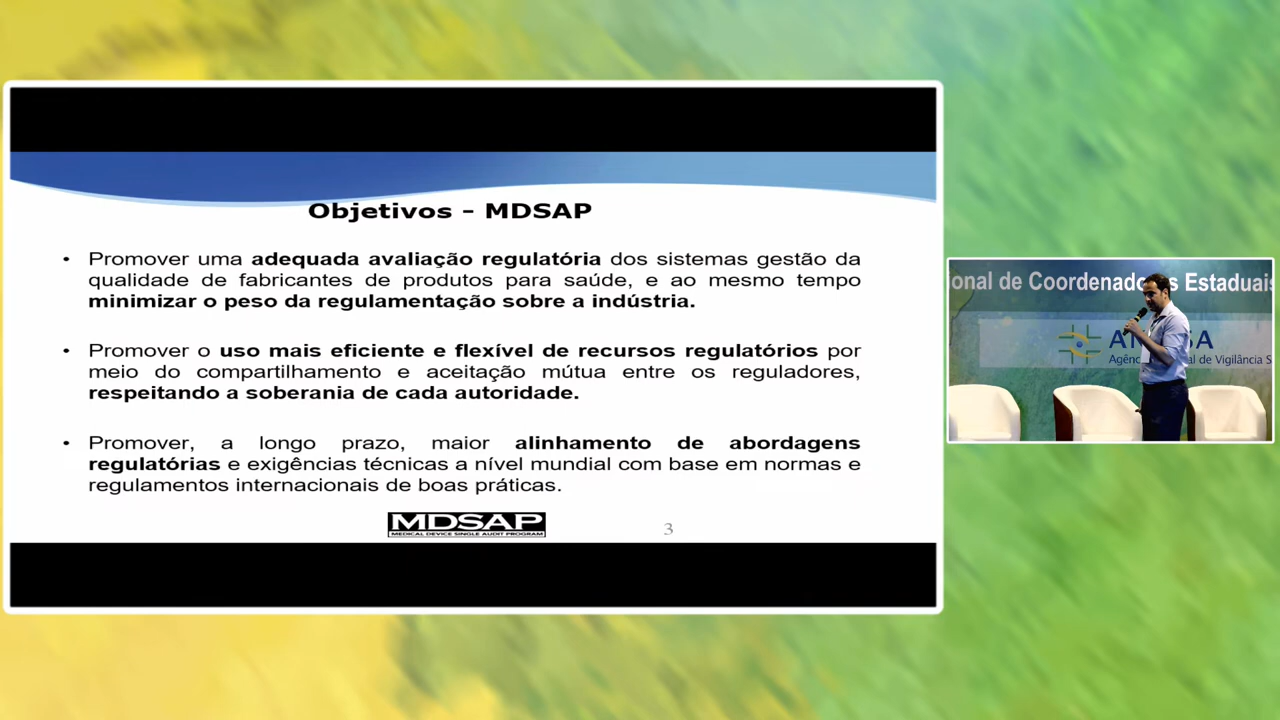 Objetivos – MDSAP
• Promover uma adequada avaliação regulatória dos sistemas gestão da
qualidade de fabricantes de produtos para saúde, e ao mesmo tempo
minimizar o peso da regulamentação sobre a indústria.
• Promover o uso mais eficiente e flexível de recursos regulatórios por
meio do compartilhamento e aceitação mútua entre os reguladores,
respeitando a soberania de cada autoridade.
• Promover, a longo prazo, maior alinhamento de abordagens
regulatórias e exigências técnicas a nível mundial com base em normas e
regulamentos internacionais de boas práticas.
MDSAP
MEDICAL DEVICE SINGLE AUDIT PROGRAM
3
ional de Coordenado s Estaduais
AN SA
Agênc al de Vigilância S